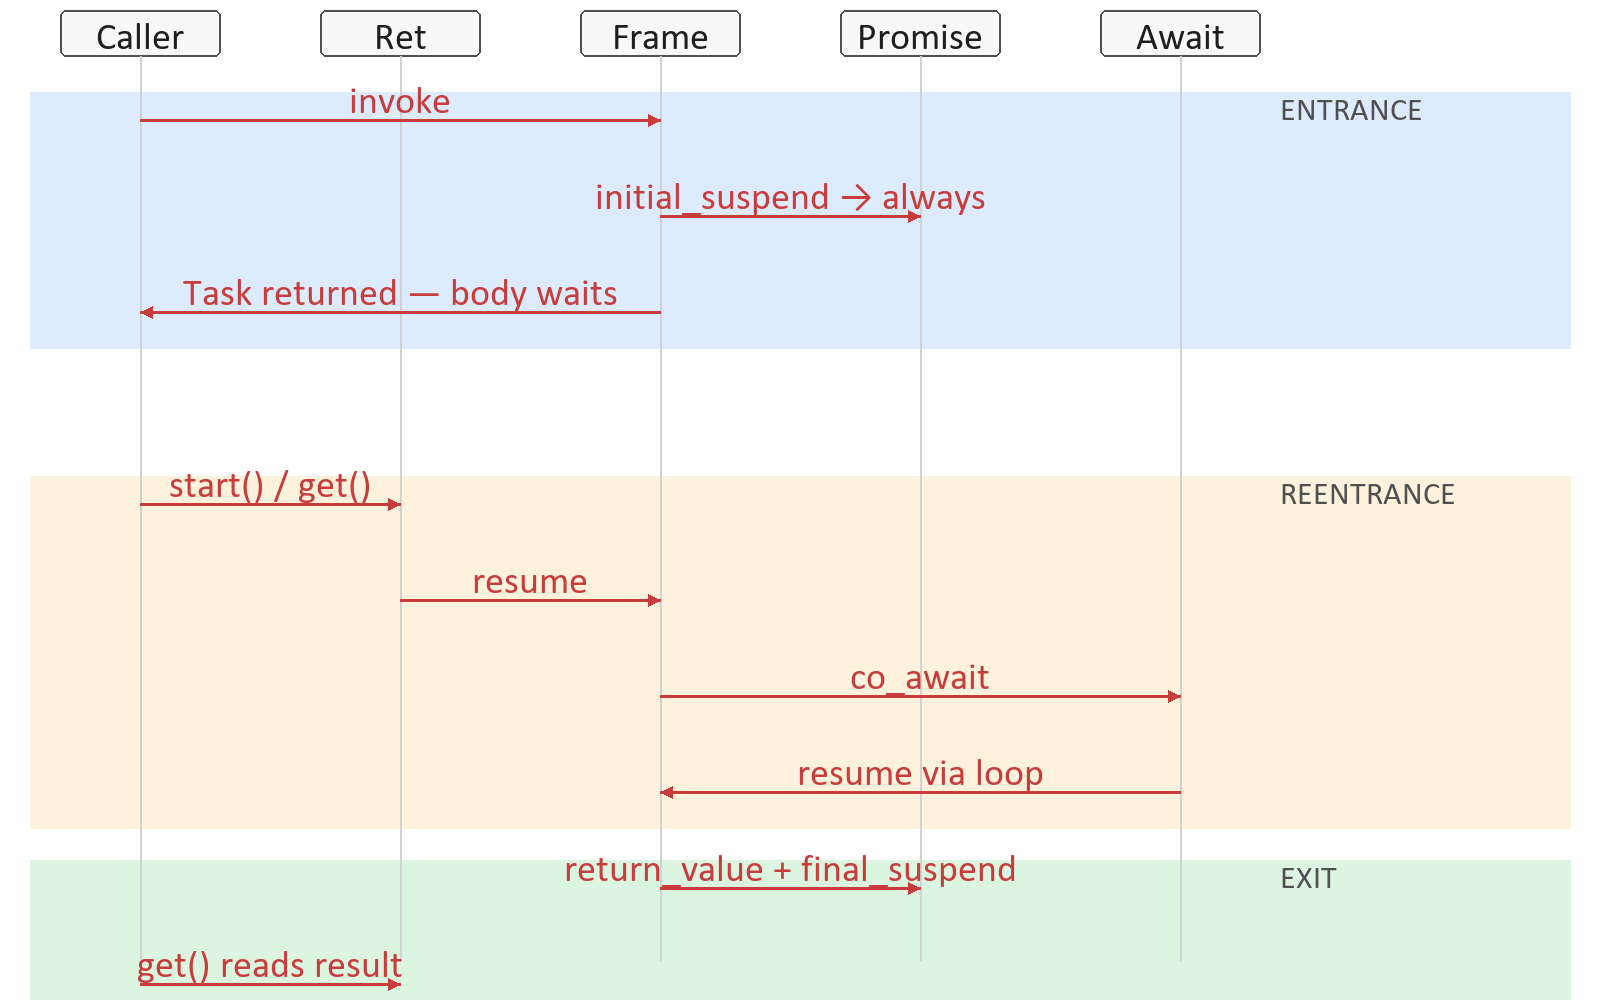 Caller
Ret
Frame
Promise
Await
invoke
ENTRANCE
initial_suspend → always
Task returned — body waits
start() / get()
REENTRANCE
resume
co_await
resume via loop
return_value + final_suspend
EXIT
get() reads result